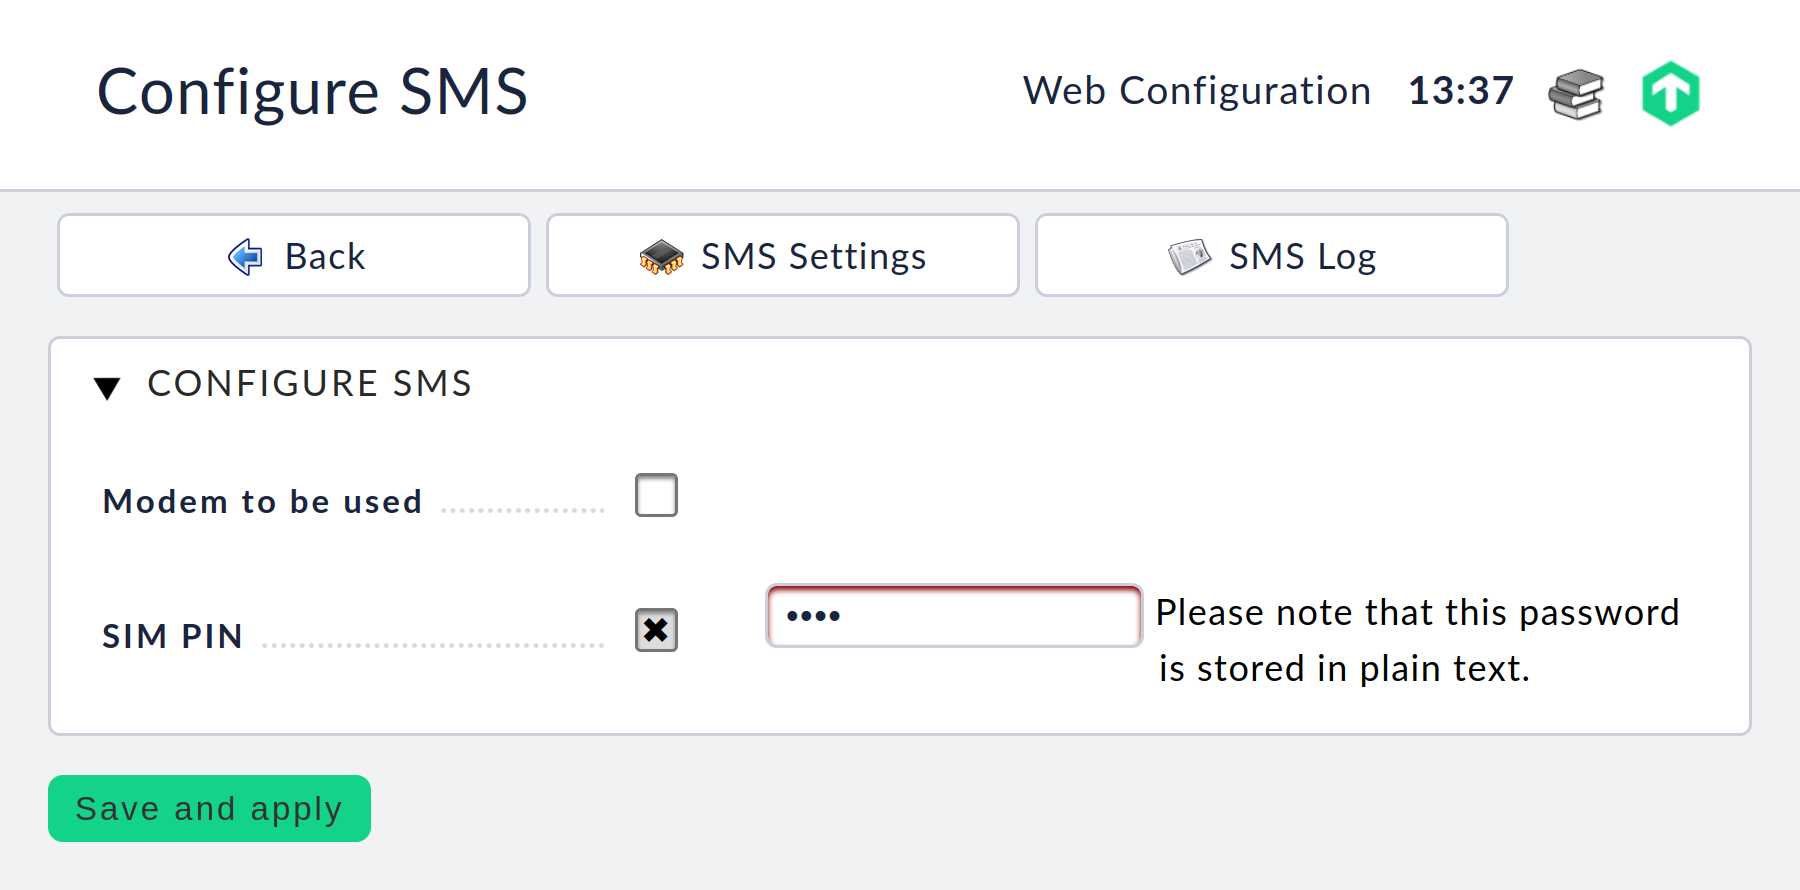 Configure SMS
Web Configuration 13:37
Back
SMS Settings
SMS Log
CONFIGURE SMS
Modem to be used
SIM PIN
••••
Please note that this password
is stored in plain text.
Save and apply